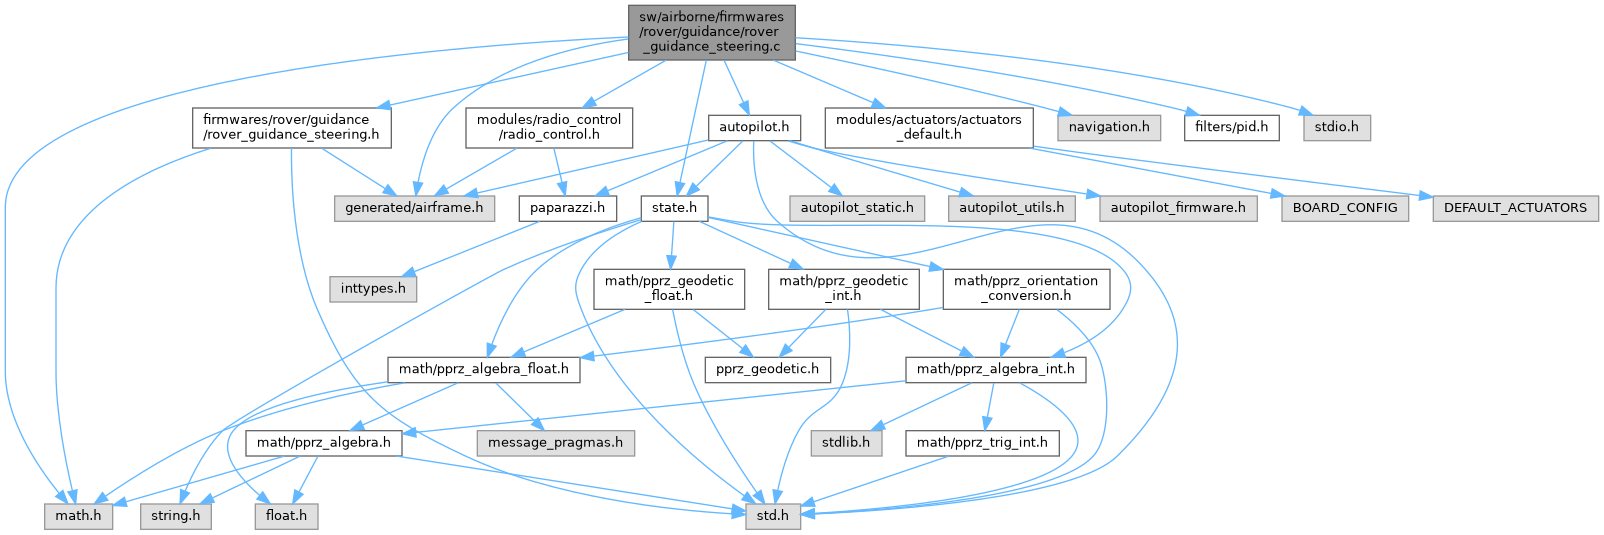 sw/airborne/firmwares
/rover/guidance/rover
_guidance_steering.c
firmwares/rover/guidance
/rover_guidance_steering.h
modules/radio_control
/radio_control.h
autopilot.h
modules/actuators/actuators
_default.h
navigation.h
filters/pid.h
stdio.h
generated/airframe.h
paparazzi.h
state.h
autopilot_static.h
autopilot_utils.h
autopilot_firmware.h
BOARD_CONFIG
DEFAULT_ACTUATORS
inttypes.h
math/pprz_geodetic
_float.h
math/pprz_geodetic
_int.h
math/pprz_orientation
_conversion.h
math/pprz_algebra_float.h
pprz_geodetic.h
math/pprz_algebra_int.h
math/pprz_algebra.h
message_pragmas.h
stdlib.h
math/pprz_trig_int.h
math.h
string.h
float.h
std.h